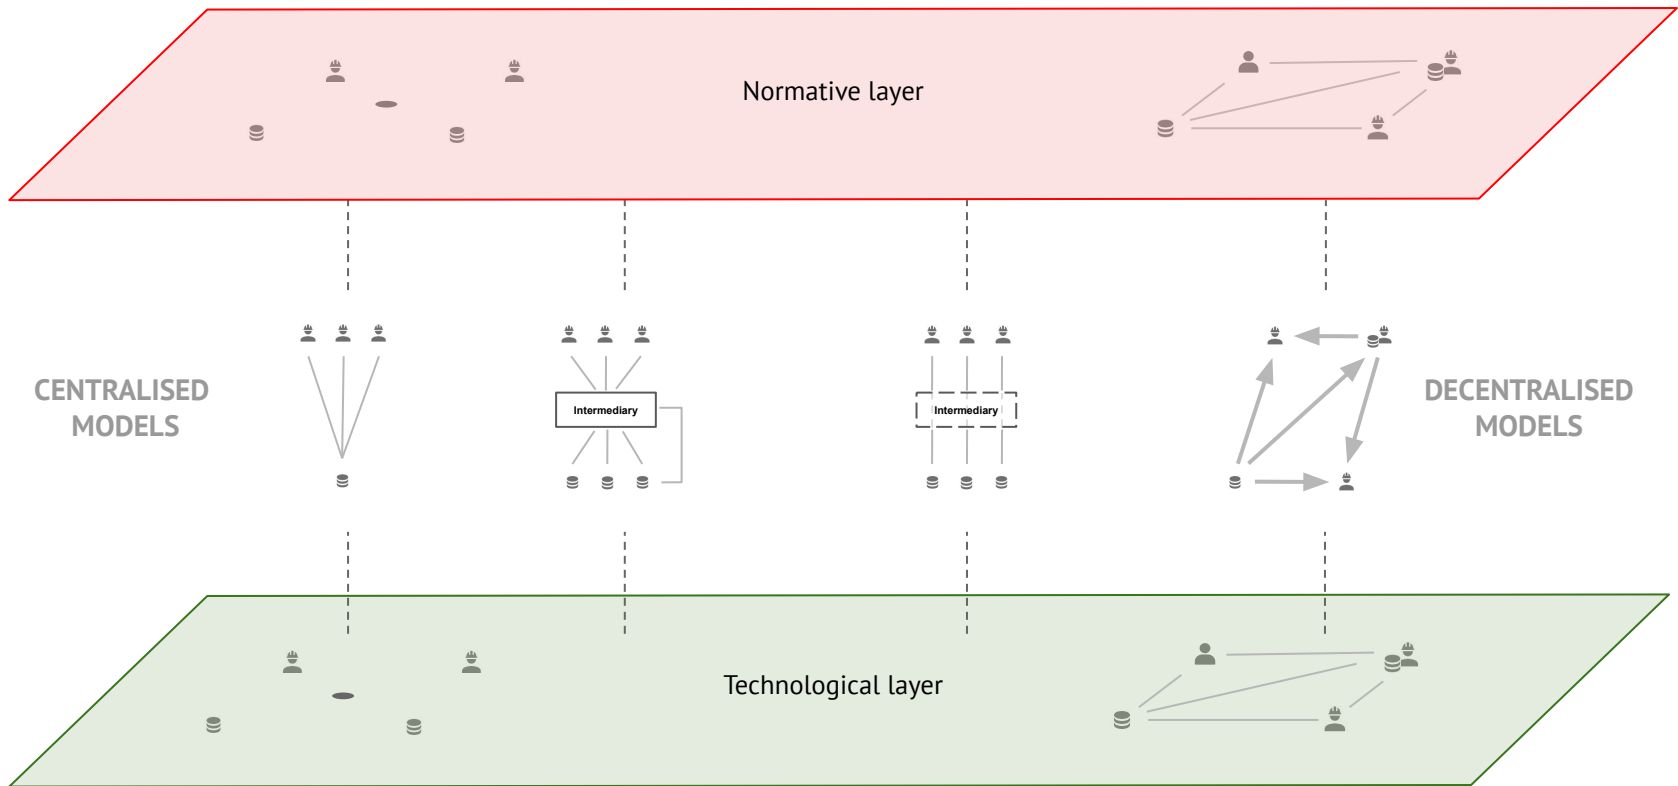 Normative layer
CENTRALISED
MODELS
Intermediary
Intermediary
DECENTRALISED
MODELS
Technological layer